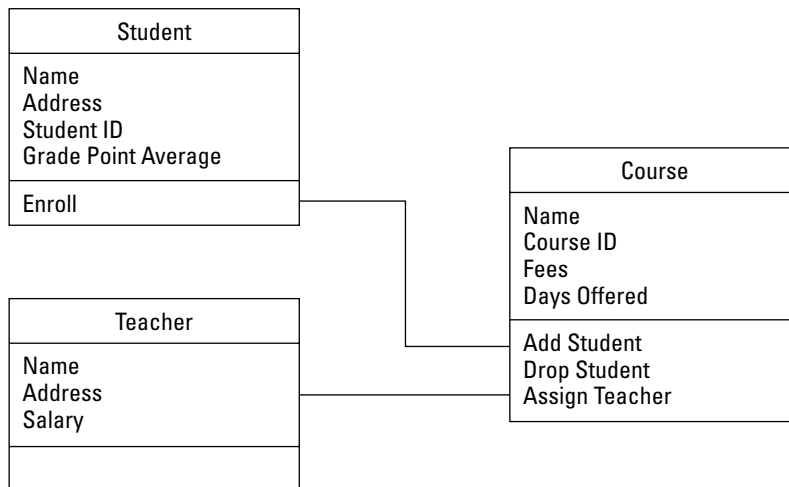 Student
Name
Address
Student ID
Grade Point Average
Enroll
Teacher
Name
Address
Salary
Course
Name
Course ID
Fees
Days Offered
Add Student
Drop Student
Assign Teacher